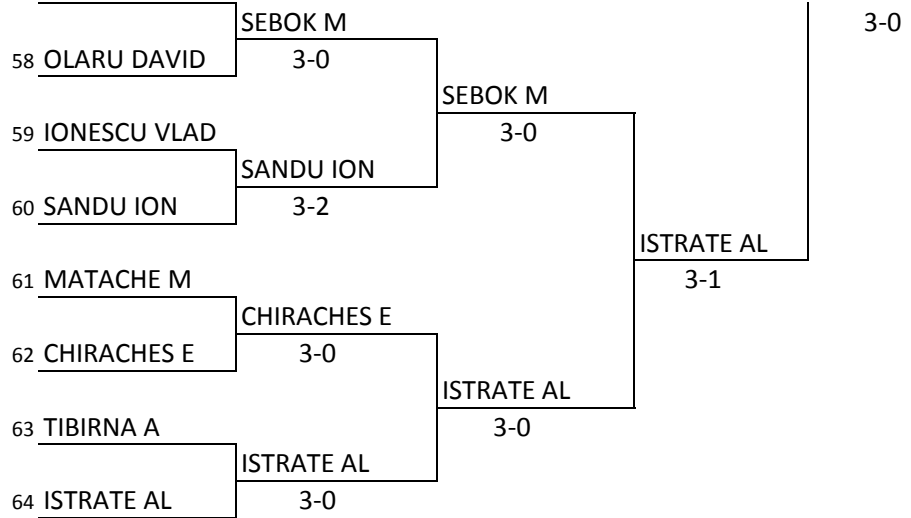 SEBOK M 3-0
58 OLARU DAVID 3-0
SEBOK M
59 IONESCU VLAD 3-0
SANDU ION
60 SANDU ION 3-2
ISTRATE AL
61 MATACHE M 3-1
CHIRACHES E
62 CHIRACHES E 3-0
ISTRATE AL
63 TIBIRNA A 3-0
ISTRATE AL
64 ISTRATE AL 3-0